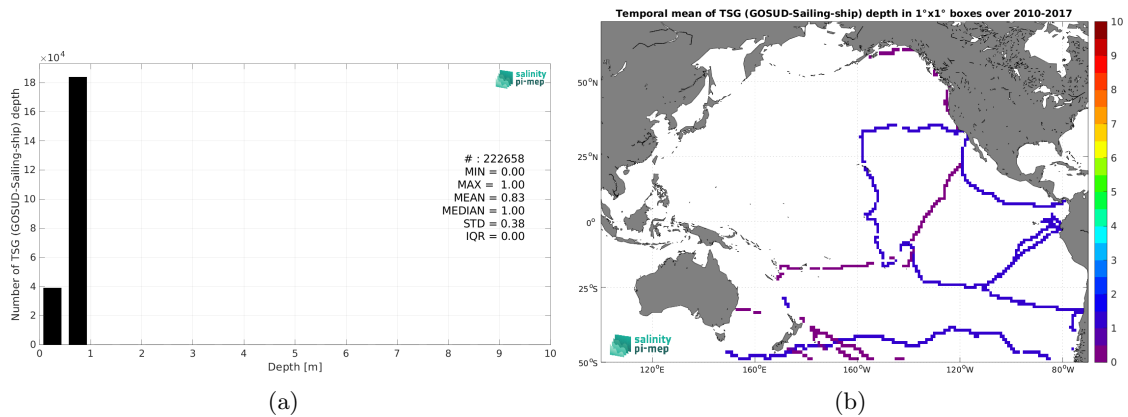 ×10⁴
18
16
14
12
10
8
6
4
2
0
Number of TSG (GOSUD-Sailing-ship) depth
salinity
pi-mep
# : 222658
MIN = 0.00
MAX = 1.00
MEAN = 0.83
MEDIAN = 1.00
STD = 0.38
IQR = 0.00
0 1 2 3 4 5 6 7 8 9 10
Depth [m]
(a)
Temporal mean of TSG (GOSUD-Sailing-ship) depth in 1°x1° boxes over 2010-2017
50°N
25°N
0°
25°S
50°S
120°E 160°E 160°W 120°W 80°W
salinity
pi-mep
10
9
8
7
6
5
4
3
2
1
0
(b)